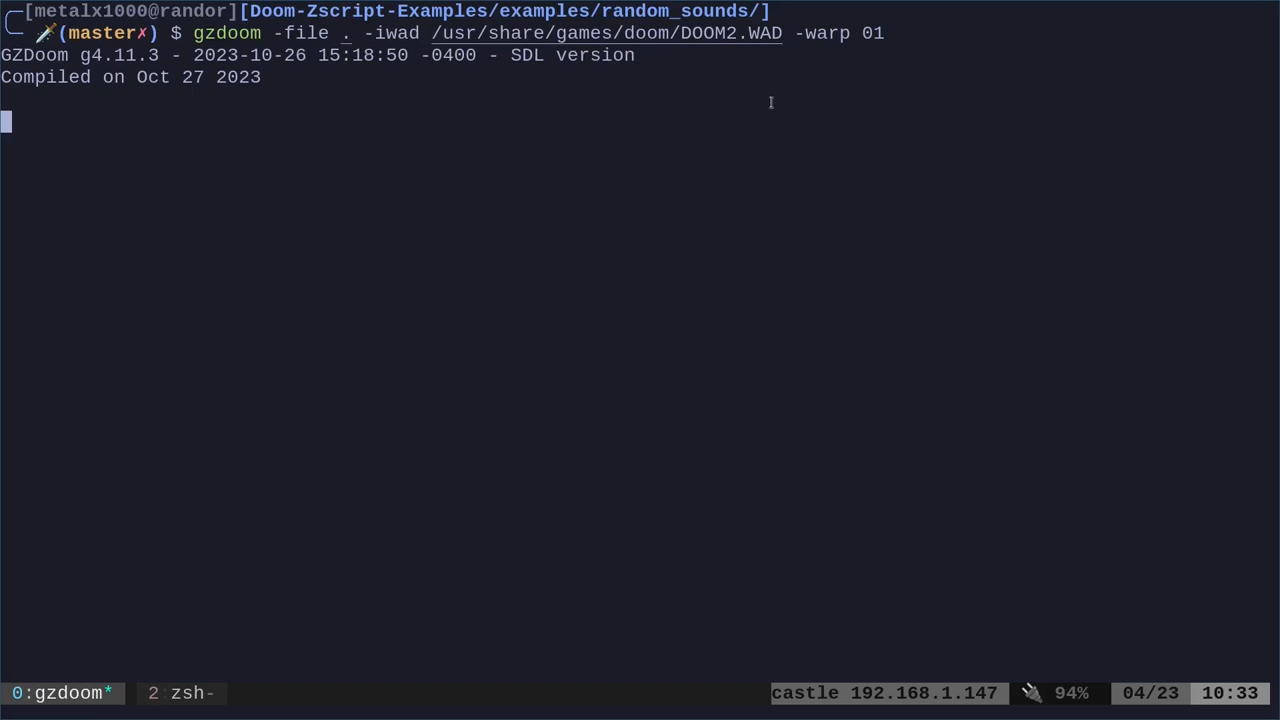 [metalx1000@randor][Doom-Zscript-Examples/examples/random_sounds/]
(master✗) $ gzdoom -file . -iwad /usr/share/games/doom/DOOM2.WAD -warp 01
GZDoom g4.11.3 - 2023-10-26 15:18:50 -0400 - SDL version
Compiled on Oct 27 2023
0:gzdoom* 2 zsh- castle 192.168.1.147 94% 04/23 10:33